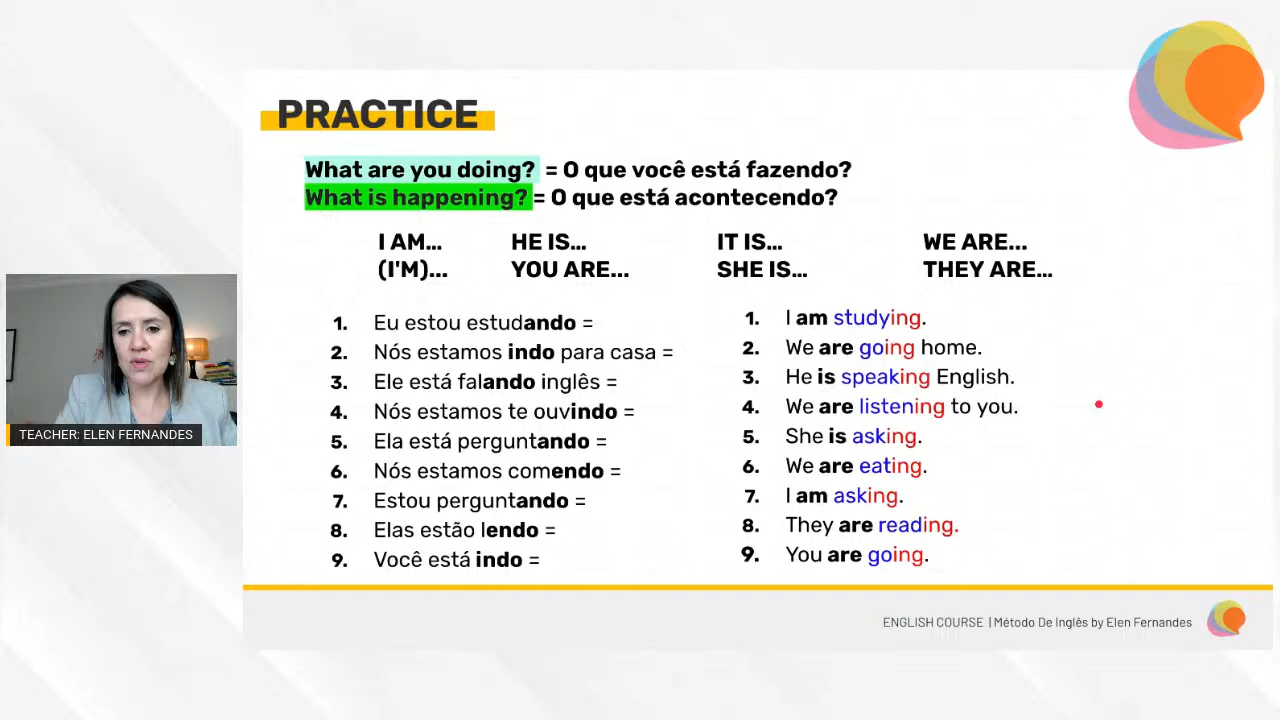 PRACTICE
What are you doing? = O que você está fazendo?
What is happening? = O que está acontecendo?
I AM... HE IS... IT IS... WE ARE...
(I'M)... YOU ARE... SHE IS... THEY ARE...
1. Eu estou estudando =
2. Nós estamos indo para casa =
3. Ele está falando inglês =
4. Nós estamos te ouvindo =
5. Ela está perguntando =
6. Nós estamos comendo =
7. Estou perguntando =
8. Elas estão lendo =
9. Você está indo =
1. I am studying.
2. We are going home.
3. He is speaking English.
4. We are listening to you.
5. She is asking.
6. We are eating.
7. I am asking.
8. They are reading.
9. You are going.
TEACHER: ELEN FERNANDES
ENGLISH COURSE | Método De Inglês by Elen Fernandes